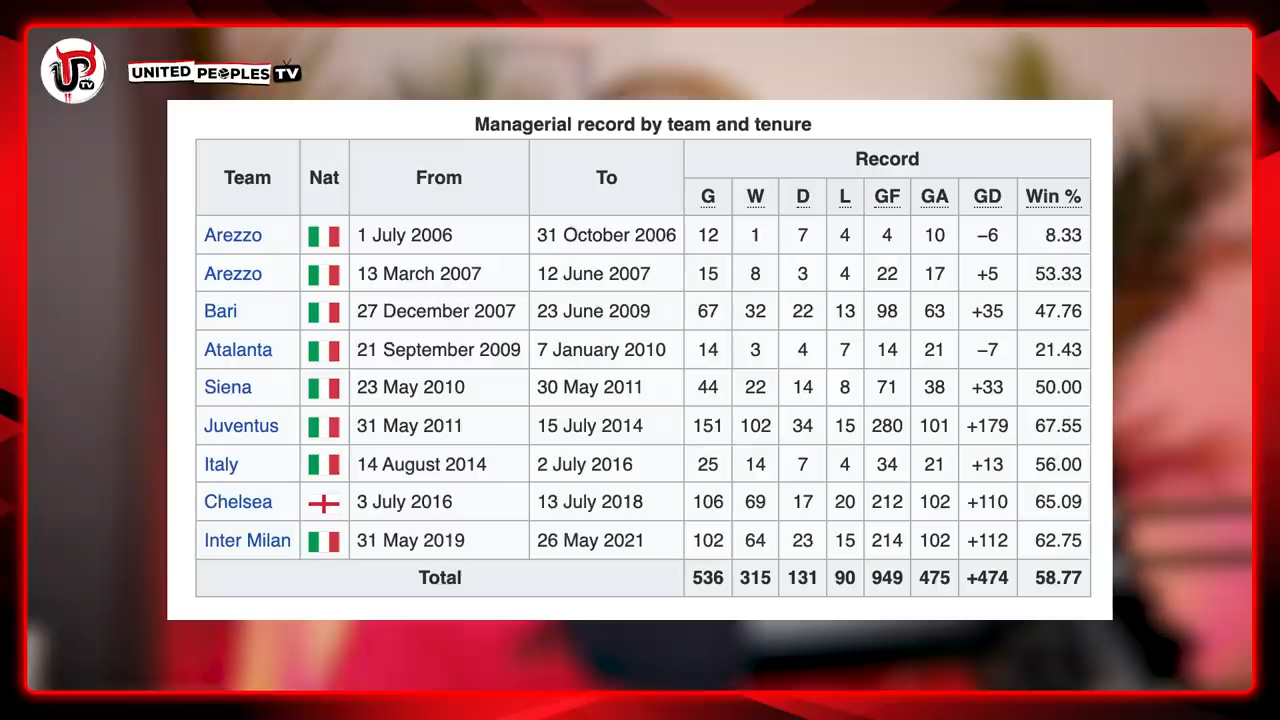 UP TV
UNITED PEOPLES TV
Managerial record by team and tenure
Team Nat From To Record
G W D L GF GA GD Win %
Arezzo 1 July 2006 31 October 2006 12 1 7 4 4 10 −6 8.33
Arezzo 13 March 2007 12 June 2007 15 8 3 4 22 17 +5 53.33
Bari 27 December 2007 23 June 2009 67 32 22 13 98 63 +35 47.76
Atalanta 21 September 2009 7 January 2010 14 3 4 7 14 21 −7 21.43
Siena 23 May 2010 30 May 2011 44 22 14 8 71 38 +33 50.00
Juventus 31 May 2011 15 July 2014 151 102 34 15 280 101 +179 67.55
Italy 14 August 2014 2 July 2016 25 14 7 4 34 21 +13 56.00
Chelsea 3 July 2016 13 July 2018 106 69 17 20 212 102 +110 65.09
Inter Milan 31 May 2019 26 May 2021 102 64 23 15 214 102 +112 62.75
Total 536 315 131 90 949 475 +474 58.77